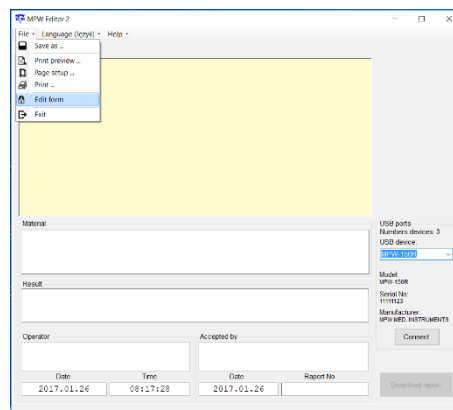 MPW Editor 2
File Language (Język) Help
Save as ...
Print preview ...
Page setup ...
Print ...
Edit form
Exit
Material
Result
Operator
Accepted by
Date
Time
Date
Raport No
2017.01.26
08:17:28
2017.01.26
USB ports
Numbers devices: 3
USB device:
MPW-150R
Model:
MPW-150R
Serial No:
11111123
Manufacturer:
MPW MED. INSTRUMENTS
Connect
Download report